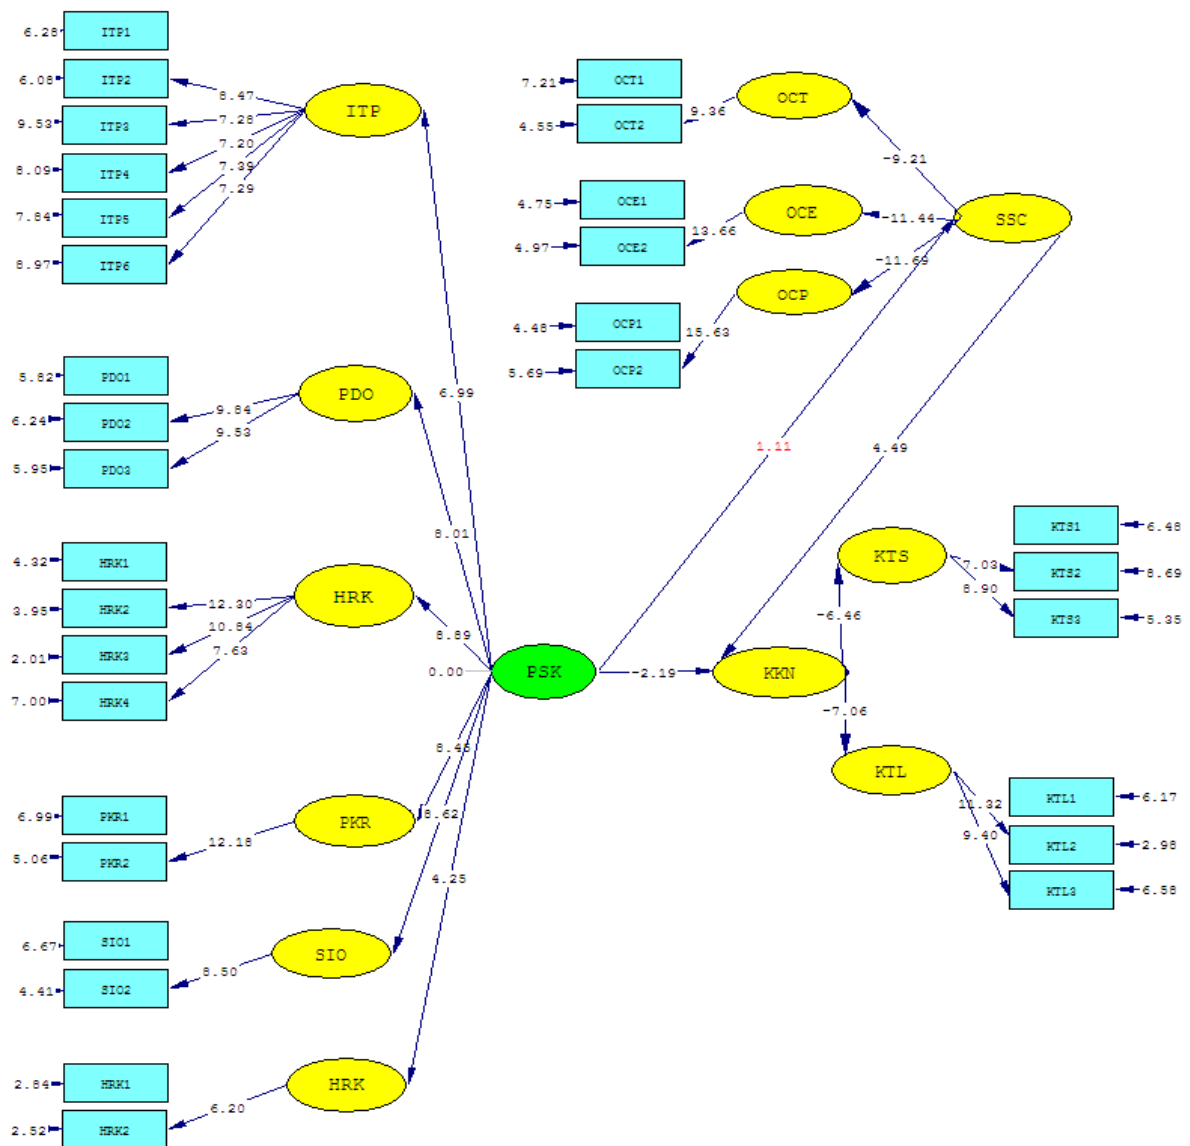 6.28 ITP1
6.08 ITP2
9.53 ITP3
8.09 ITP4
7.84 ITP5
8.97 ITP6
8.47
7.28
7.20
7.39
7.29
ITP
5.82 PDO1
6.24 PDO2
5.95 PDO3
9.84
9.53
PDO
4.32 HRK1
3.95 HRK2
2.01 HRK3
7.00 HRK4
12.30
10.84
7.63
HRK
6.99 PKR1
5.06 PKR2
12.18
PKR
6.67 SIO1
4.41 SIO2
8.50
SIO
2.84 HRK1
2.52 HRK2
6.20
HRK
6.99
8.01
8.89
0.00
8.62
4.25
PSK
7.21 OCT1
4.55 OCT2
9.36
OCT
4.75 OCE1
4.97 OCE2
13.66
OCE
4.48 OCP1
5.69 OCP2
15.63
OCP
-9.21
-11.44
-11.69
SSC
1.11
4.49
-2.19
KKN
-6.46
-7.06
KTS
7.03
8.90
KTS1 6.48
KTS2 8.69
KTS3 5.35
KTL
11.32
9.40
KTL1 6.17
KTL2 2.98
KTL3 6.58